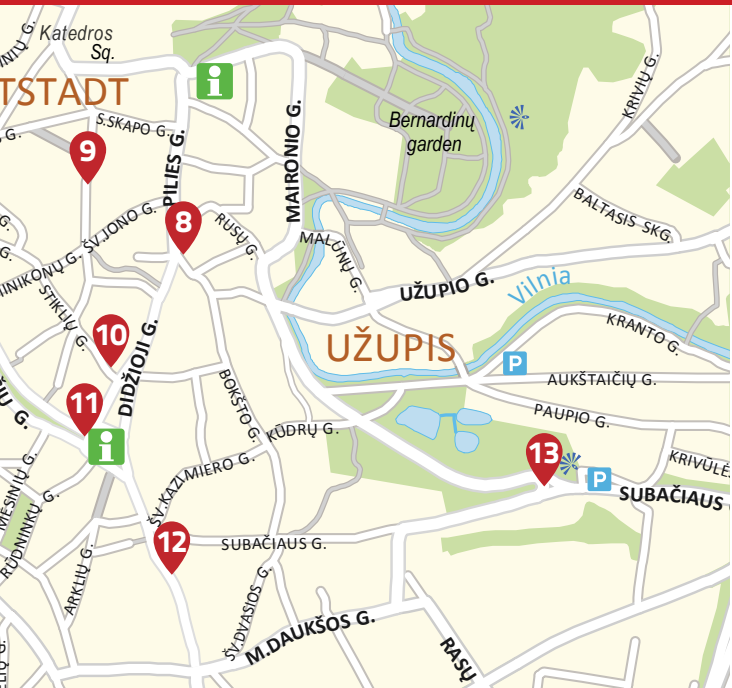 Katedros
Sq.
TSTADT
S.SKAPO G.
9
PILIES G.
MAIRONIO G.
Bernardinų
garden
KRIVIŲ G.
BALTASIS SKG.
8
RUSŲ G.
ŠV.JONO G.
INIKONŲ G.
MALŪNŲ G.
UŽUPIO G.
Vilnia
STIKLIŲ G.
10
DIDŽIOJI G.
UŽUPIS
P
KRANTO G.
AUKŠTAIČIŲ G.
PAUPIO G.
11
BOKŠTO G.
KŪDRŲ G.
ŠV.KAZIMIERO G.
13
P
KRIVŪLĖS
SUBAČIAUS
MĖSINIŲ G.
RŪDNINKŲ G.
12
SUBAČIAUS G.
ARKLIŲ G.
ŠV.DVASIOS G.
M.DAUKŠOS G.
RASŲ